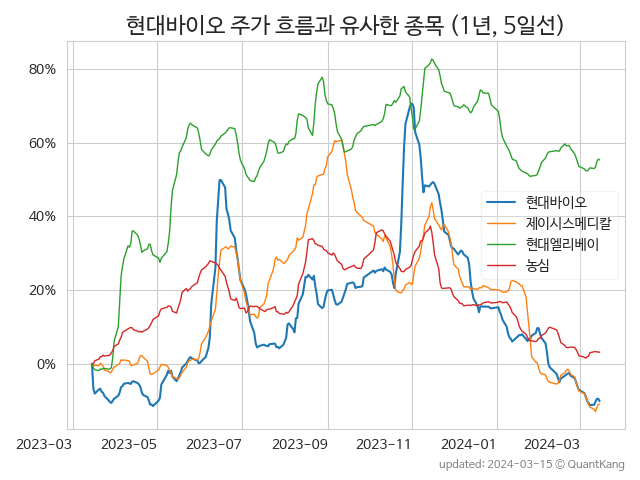 현대바이오 주가 흐름과 유사한 종목 (1년, 5일선)
80%
60%
40%
20%
0%
현대바이오
제이시스메디칼
현대엘리베이
농심
2023-03 2023-05 2023-07 2023-09 2023-11 2024-01 2024-03
updated: 2024-03-15 © QuantKang